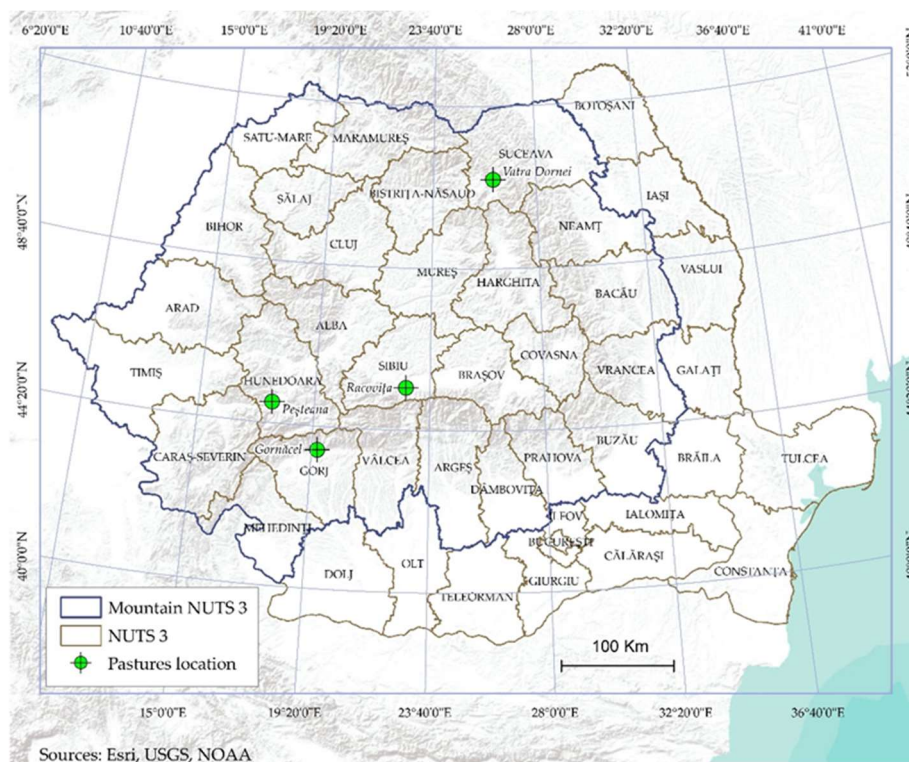 6°20'0"E 10°40'0"E 15°0'0"E 19°20'0"E 23°40'0"E 28°0'0"E 32°20'0"E 36°40'0"E 41°0'0"E
BOTOȘANI
SATU-MARE
MARAMUREȘ
SUCEAVA
Vatra Dornei
BISTRIȚA-NĂSAUD
SĂLAJ
IAȘI
48°40'0"N
BIHOR
NEAMȚ
CLUJ
MUREȘ
HARGHITA
VASLUI
BACĂU
ARAD
ALBA
COVASNA
SIBIU
TIMIȘ
BRAȘOV
VRANCEA
GALAȚI
HUNEDOARA
Racovița
44°20'0"N
Peșteana
Gornăcel
BUZĂU
CARAȘ-SEVERIN
VÂLCEA
PRAHOVA
BRĂILA
TULCEA
GORJ
ARGEȘ
DÂMBOVIȚA
IALOMIȚA
ILFOV
MEHEDINȚI
BUCUREȘTI
40°0'0"N
CĂLĂRAȘI
OLT
DOLJ
CONSTANȚA
GIURGIU
TELEORMAN
Mountain NUTS 3
NUTS 3
Pastures location
100 Km
15°0'0"E 19°20'0"E 23°40'0"E 28°0'0"E 32°20'0"E 36°40'0"E
Sources: Esri, USGS, NOAA